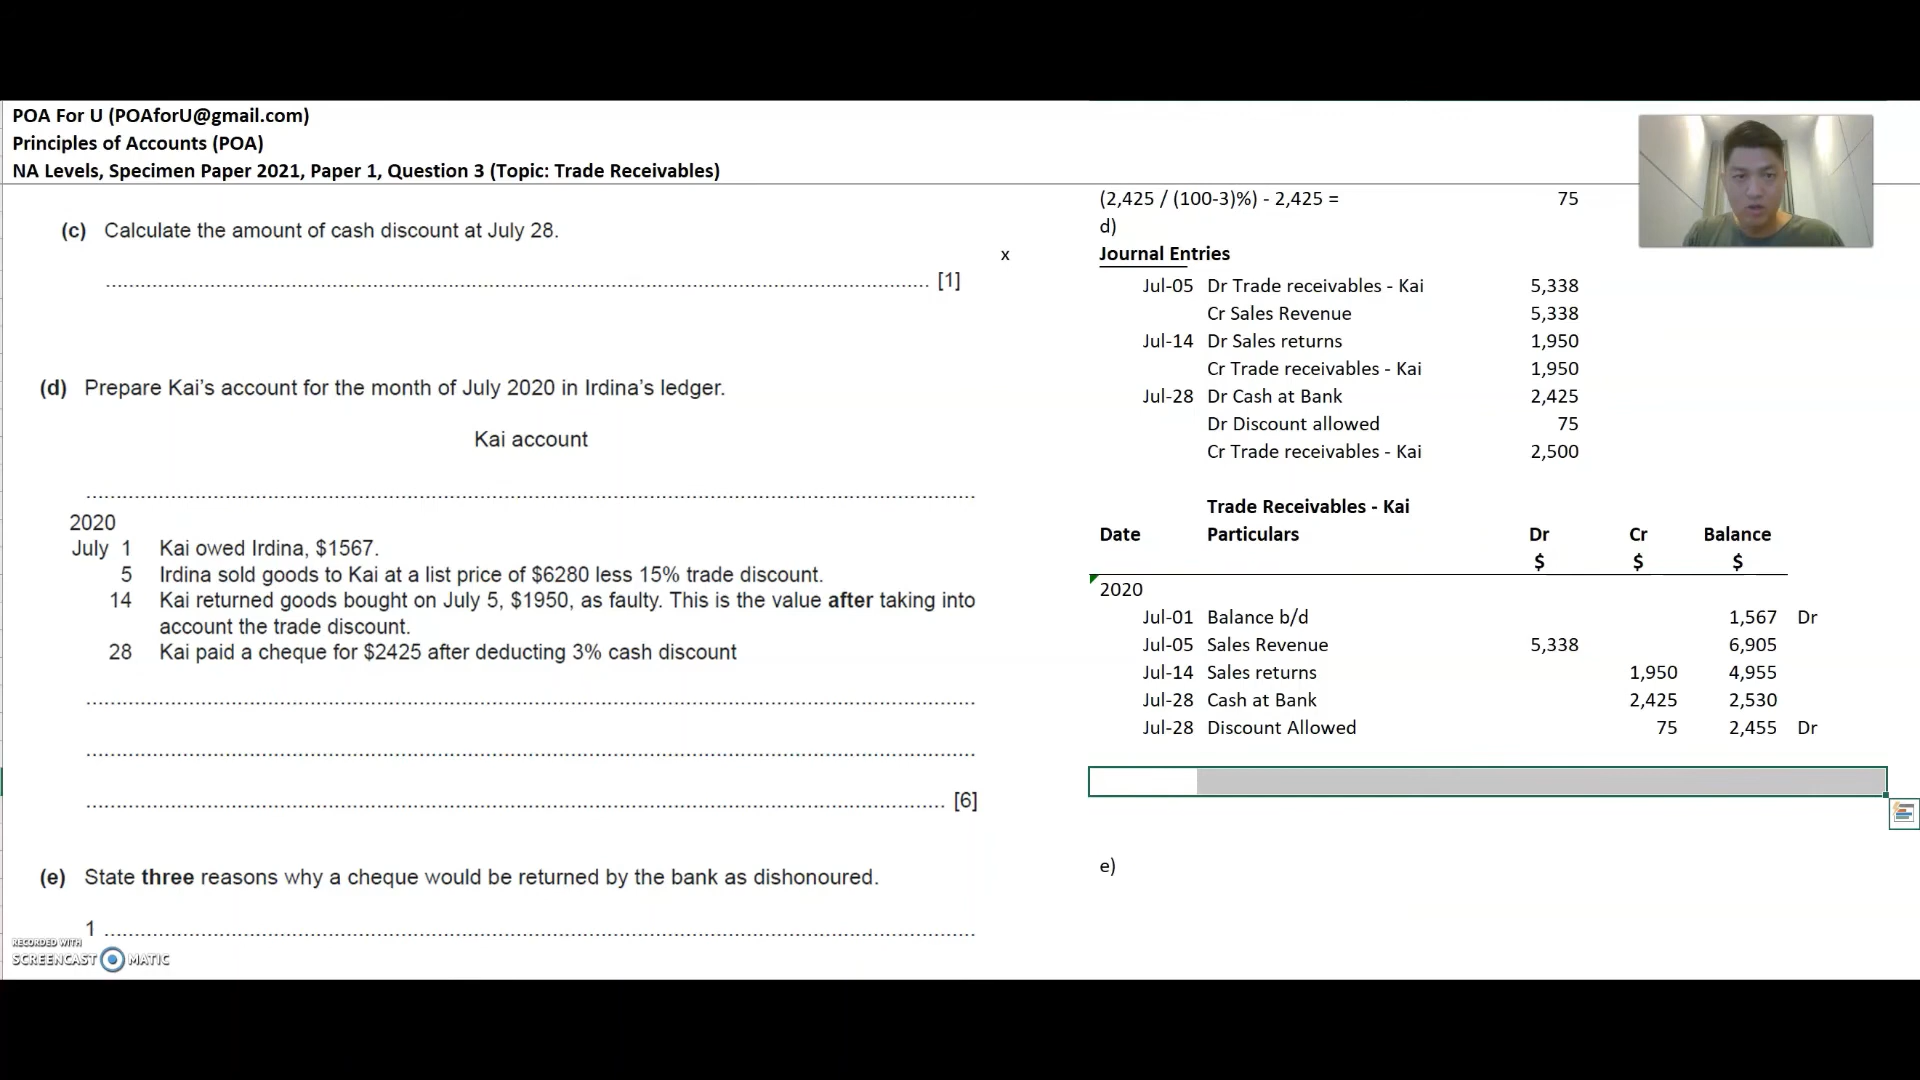 POA For U (POAforU@gmail.com)
Principles of Accounts (POA)
NA Levels, Specimen Paper 2021, Paper 1, Question 3 (Topic: Trade Receivables)
(c) Calculate the amount of cash discount at July 28.
[1]
(d) Prepare Kai's account for the month of July 2020 in Irdina's ledger.
Kai account
2020
July 1 Kai owed Irdina, $1567.
5 Irdina sold goods to Kai at a list price of $6280 less 15% trade discount.
14 Kai returned goods bought on July 5, $1950, as faulty. This is the value after taking into
account the trade discount.
28 Kai paid a cheque for $2425 after deducting 3% cash discount
[6]
(e) State three reasons why a cheque would be returned by the bank as dishonoured.
1
RECORDED WITH
SCREENCAST MATIC
x
(2,425 / (100-3)%) - 2,425 = 75
d)
Journal Entries
Jul-05 Dr Trade receivables - Kai 5,338
Cr Sales Revenue 5,338
Jul-14 Dr Sales returns 1,950
Cr Trade receivables - Kai 1,950
Jul-28 Dr Cash at Bank 2,425
Dr Discount allowed 75
Cr Trade receivables - Kai 2,500
Trade Receivables - Kai
Date Particulars Dr Cr Balance
$ $ $
2020
Jul-01 Balance b/d 1,567 Dr
Jul-05 Sales Revenue 5,338 6,905
Jul-14 Sales returns 1,950 4,955
Jul-28 Cash at Bank 2,425 2,530
Jul-28 Discount Allowed 75 2,455 Dr
e)